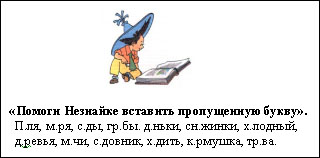 «Помоги Незнайке вставить пропущенную букву».
П.ля, м.ря, с.ды, гр.бы. д.ньки, сн.жинки, х.лодный,
д.ревья, м.чи, с.довник, х.дить, к.рмушка, тр.ва.